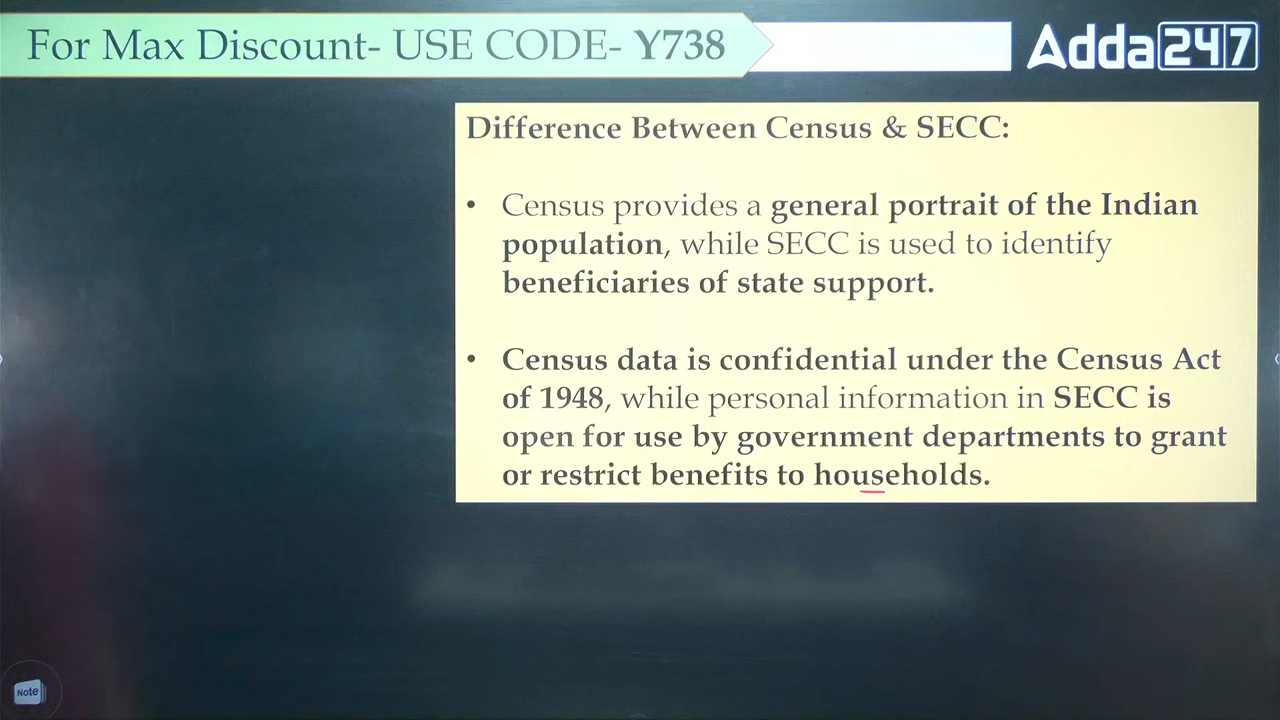 For Max Discount- USE CODE- Y738
Adda247
Difference Between Census & SECC:
• Census provides a general portrait of the Indian
population, while SECC is used to identify
beneficiaries of state support.
• Census data is confidential under the Census Act
of 1948, while personal information in SECC is
open for use by government departments to grant
or restrict benefits to households.
Note